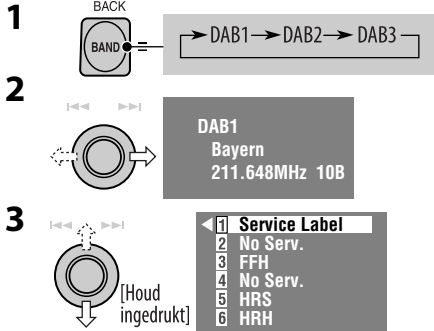 1
BACK
BAND
DAB1 DAB2 DAB3
2
DAB1
Bayern
211.648MHz 10B
3
1 Service Label
2 No Serv.
3 FFH
4 No Serv.
5 HRS
6 HRH
[Houd
ingedrukt]